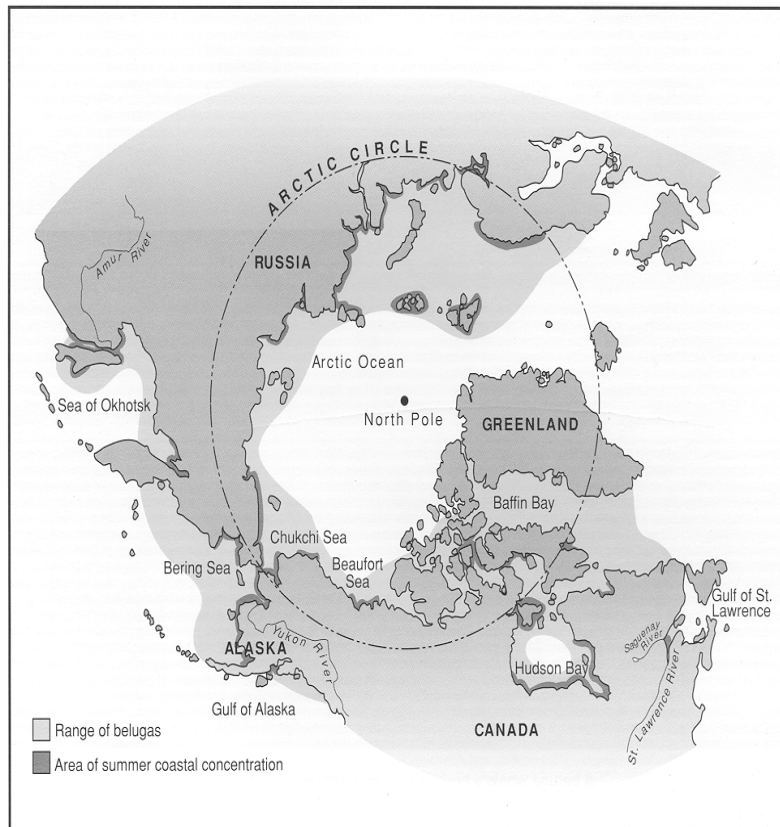 ARCTIC CIRCLE
RUSSIA
Amur
River
Arctic Ocean
North Pole
Sea of Okhotsk
GREENLAND
Baffin Bay
Chukchi Sea
Bering Sea
Beaufort
Sea
Gulf of St.
Lawrence
Saguenay
River
Yukon River
ALASKA
Hudson Bay
St. Lawrence River
Gulf of Alaska
CANADA
Range of belugas
Area of summer coastal concentration